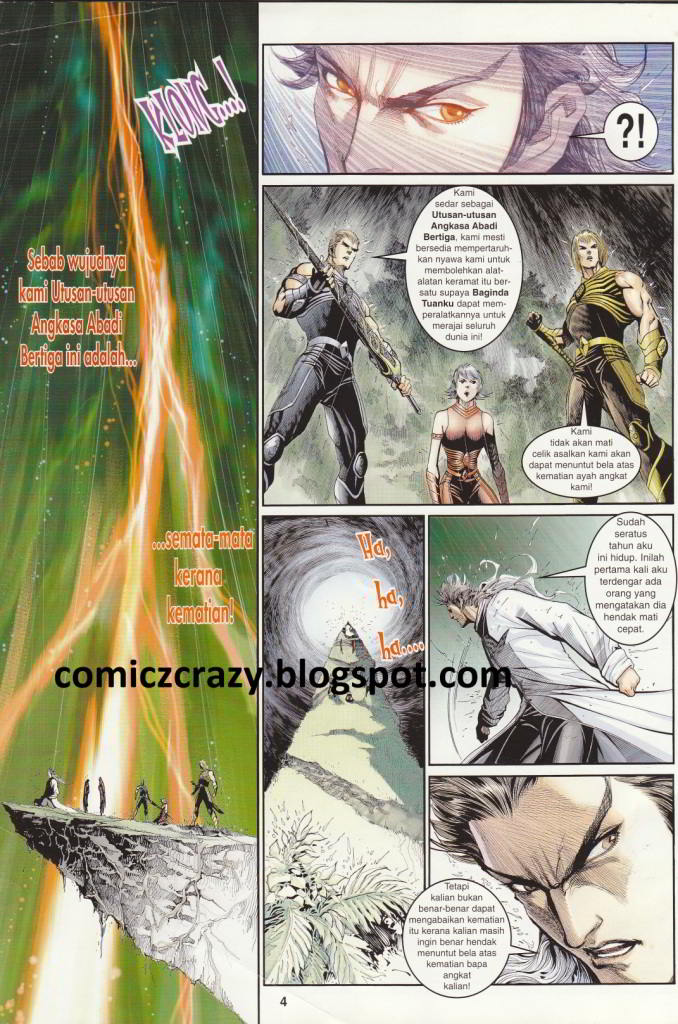 KLONG...!
Sebab wujudnya
kami Utusan-utusan
Angkasa Abadi
Bertiga ini adalah...
...semata-mata
kerana
kematian!
?!
Kami
sedar sebagai
Utusan-utusan
Angkasa Abadi
Bertiga, kami mesti
bersedia mempertaruh-
kan nyawa kami untuk
membolehkan alat-
alatan keramat itu ber-
satu supaya Baginda
Tuanku dapat mem-
peralatkannya untuk
merajai seluruh
dunia ini!
Kami
tidak akan mati
celik asalkan kami akan
dapat menuntut bela atas
kematian ayah angkat
kami!
Ha,
ha,
ha....
Sudah
seratus
tahun aku
ini hidup. Inilah
pertama kali aku
terdengar ada
orang yang
mengatakan dia
hendak mati
cepat.
comiczcrazy.blogspot.com
Tetapi
kalian bukan
benar-benar dapat
mengabaikan kematian
itu kerana kalian masih
ingin benar hendak
menuntut bela atas
kematian bapa
angkat
kalian!
4